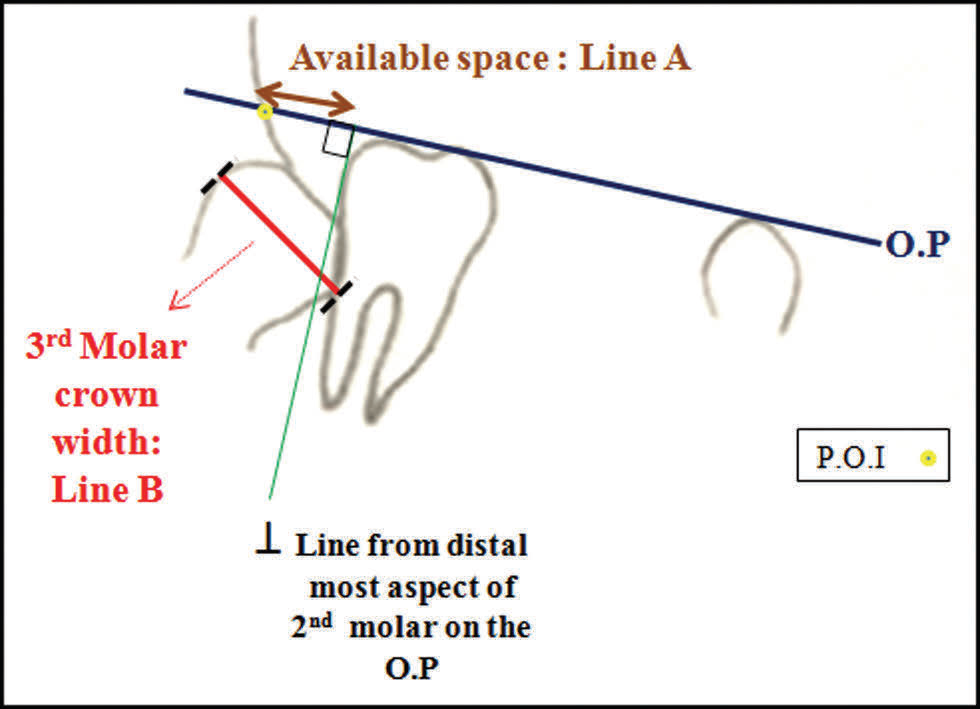 Available space : Line A
O.P
3rd Molar
crown
width:
Line B
P.O.I
⊥ Line from distal
most aspect of
2nd molar on the
O.P